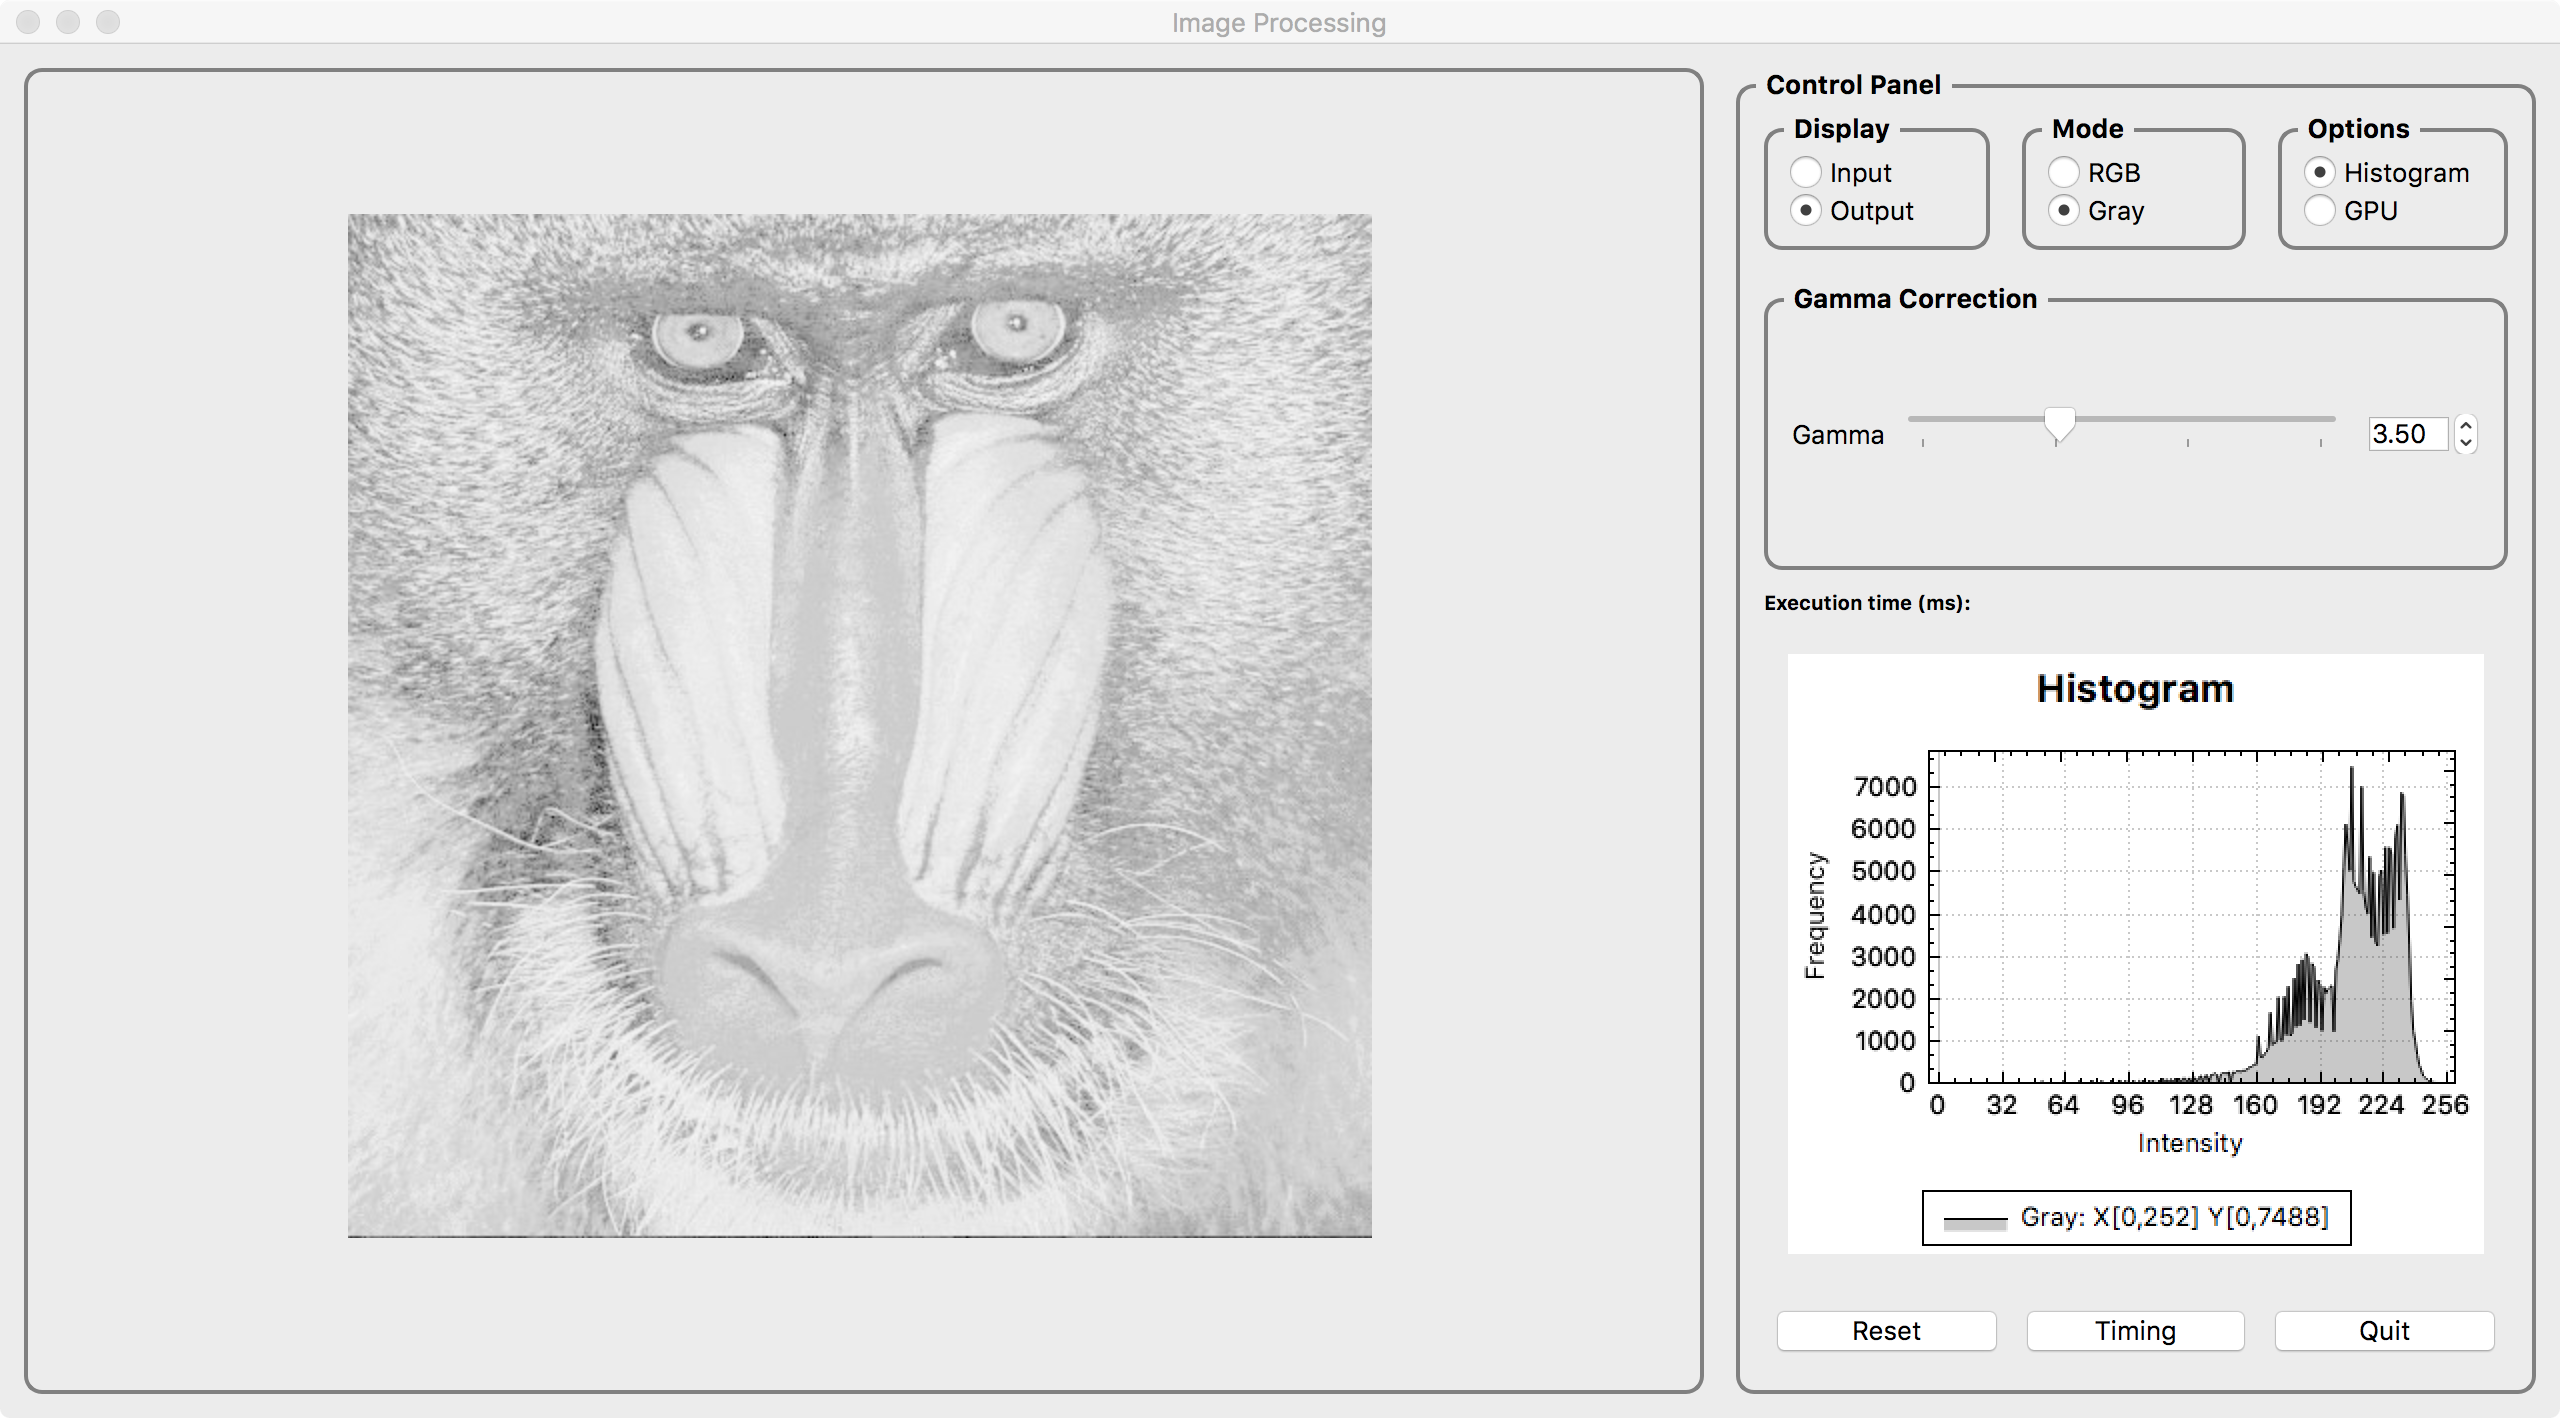 Image Processing
Control Panel
Display
Input
Output
Mode
RGB
Gray
Options
Histogram
GPU
Gamma Correction
Gamma
3.50
Execution time (ms):
Histogram
Frequency
7000
6000
5000
4000
3000
2000
1000
0
0 32 64 96 128 160 192 224 256
Intensity
Gray: X[0,252] Y[0,7488]
Reset Timing Quit